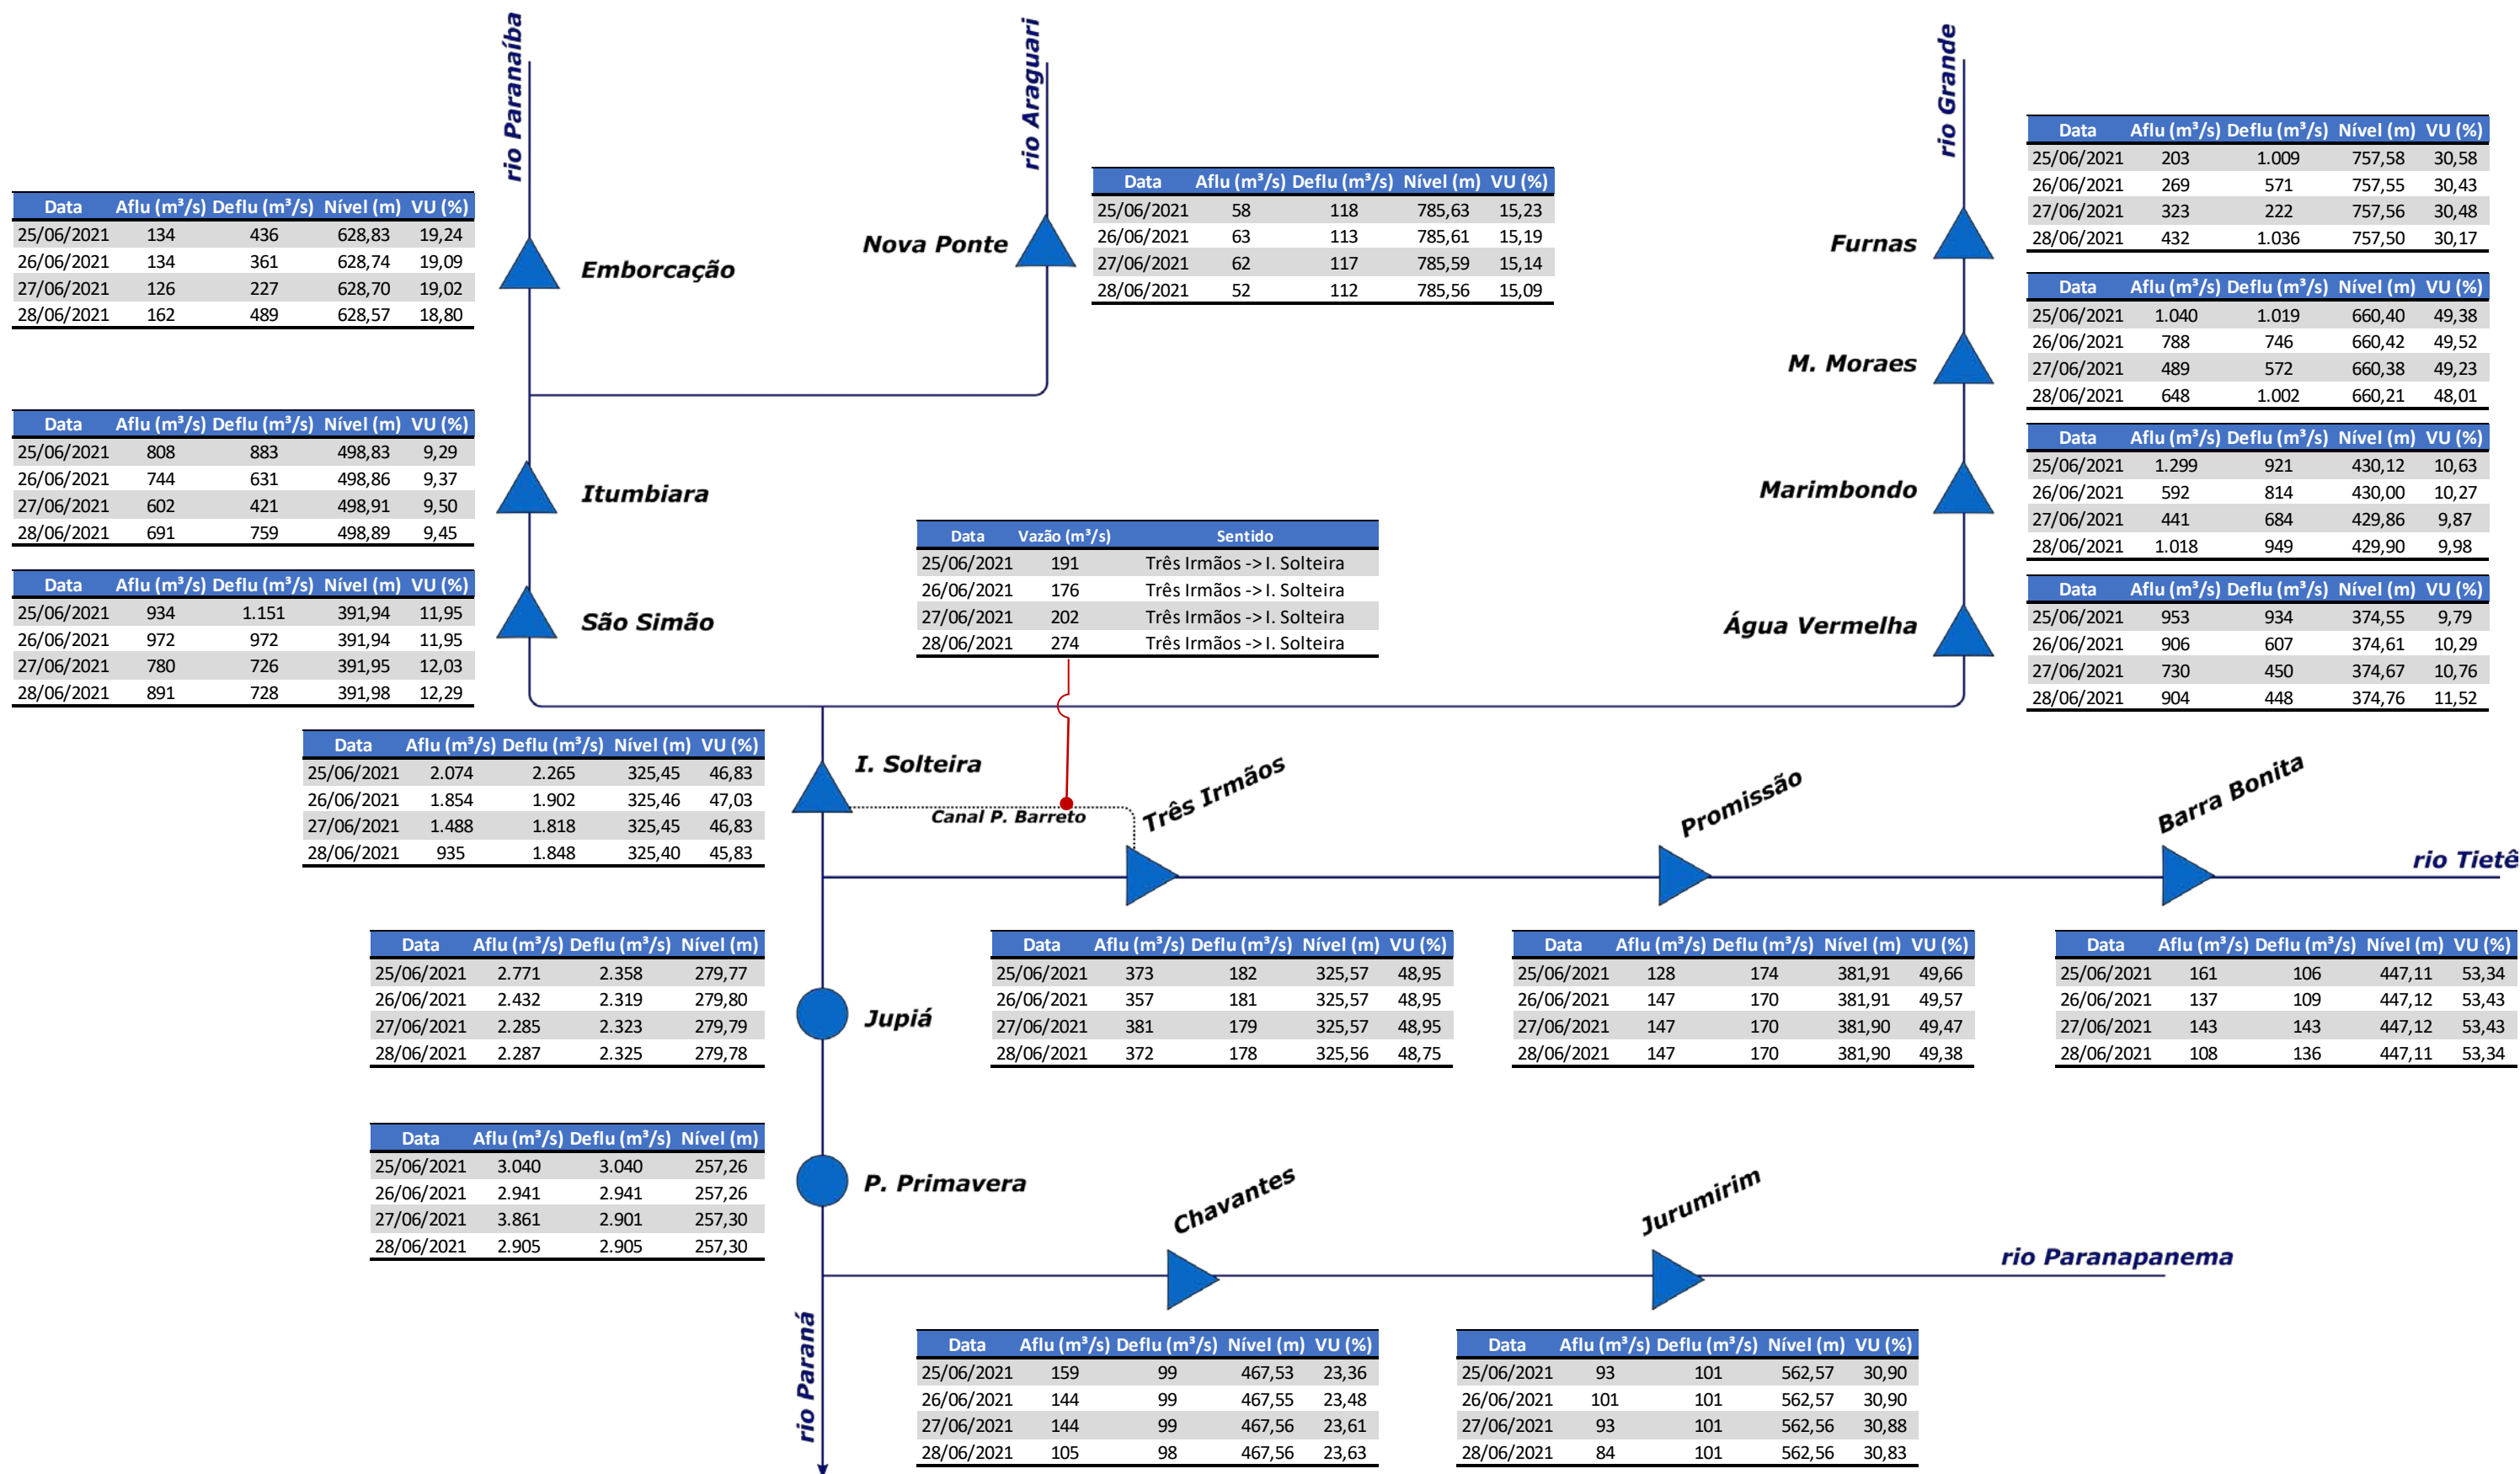 rio Paranaíba
rio Araguari
rio Grande
Data Aflu (m³/s) Deflu (m³/s) Nível (m) VU (%)
25/06/2021 203 1.009 757,58 30,58
26/06/2021 269 571 757,55 30,43
27/06/2021 323 222 757,56 30,48
28/06/2021 432 1.036 757,50 30,17
Furnas
Data Aflu (m³/s) Deflu (m³/s) Nível (m) VU (%)
25/06/2021 58 118 785,63 15,23
26/06/2021 63 113 785,61 15,19
27/06/2021 62 117 785,59 15,14
28/06/2021 52 112 785,56 15,09
Nova Ponte
Data Aflu (m³/s) Deflu (m³/s) Nível (m) VU (%)
25/06/2021 134 436 628,83 19,24
26/06/2021 134 361 628,74 19,09
27/06/2021 126 227 628,70 19,02
28/06/2021 162 489 628,57 18,80
Emborcação
Data Aflu (m³/s) Deflu (m³/s) Nível (m) VU (%)
25/06/2021 1.040 1.019 660,40 49,38
26/06/2021 788 746 660,42 49,52
27/06/2021 489 572 660,38 49,23
28/06/2021 648 1.002 660,21 48,01
M. Moraes
Data Aflu (m³/s) Deflu (m³/s) Nível (m) VU (%)
25/06/2021 808 883 498,83 9,29
26/06/2021 744 631 498,86 9,37
27/06/2021 602 421 498,91 9,50
28/06/2021 691 759 498,89 9,45
Itumbiara
Data Aflu (m³/s) Deflu (m³/s) Nível (m) VU (%)
25/06/2021 1.299 921 430,12 10,63
26/06/2021 592 814 430,00 10,27
27/06/2021 441 684 429,86 9,87
28/06/2021 1.018 949 429,90 9,98
Marimbondo
Data Vazão (m³/s) Sentido
25/06/2021 191 Três Irmãos -> I. Solteira
26/06/2021 176 Três Irmãos -> I. Solteira
27/06/2021 202 Três Irmãos -> I. Solteira
28/06/2021 274 Três Irmãos -> I. Solteira
Data Aflu (m³/s) Deflu (m³/s) Nível (m) VU (%)
25/06/2021 934 1.151 391,94 11,95
26/06/2021 972 972 391,94 11,95
27/06/2021 780 726 391,95 12,03
28/06/2021 891 728 391,98 12,29
São Simão
Data Aflu (m³/s) Deflu (m³/s) Nível (m) VU (%)
25/06/2021 953 934 374,55 9,79
26/06/2021 906 607 374,61 10,29
27/06/2021 730 450 374,67 10,76
28/06/2021 904 448 374,76 11,52
Água Vermelha
Data Aflu (m³/s) Deflu (m³/s) Nível (m) VU (%)
25/06/2021 2.074 2.265 325,45 46,83
26/06/2021 1.854 1.902 325,46 47,03
27/06/2021 1.488 1.818 325,45 46,83
28/06/2021 935 1.848 325,40 45,83
I. Solteira
Canal P. Barreto
Três Irmãos
Promissão
Barra Bonita
rio Tietê
Data Aflu (m³/s) Deflu (m³/s) Nível (m)
25/06/2021 2.771 2.358 279,77
26/06/2021 2.432 2.319 279,80
27/06/2021 2.285 2.323 279,79
28/06/2021 2.287 2.325 279,78
Jupiá
Data Aflu (m³/s) Deflu (m³/s) Nível (m) VU (%)
25/06/2021 373 182 325,57 48,95
26/06/2021 357 181 325,57 48,95
27/06/2021 381 179 325,57 48,95
28/06/2021 372 178 325,56 48,75
Data Aflu (m³/s) Deflu (m³/s) Nível (m) VU (%)
25/06/2021 128 174 381,91 49,66
26/06/2021 147 170 381,91 49,57
27/06/2021 147 170 381,90 49,47
28/06/2021 147 170 381,90 49,38
Data Aflu (m³/s) Deflu (m³/s) Nível (m) VU (%)
25/06/2021 161 106 447,11 53,34
26/06/2021 137 109 447,12 53,43
27/06/2021 143 143 447,12 53,43
28/06/2021 108 136 447,11 53,34
Data Aflu (m³/s) Deflu (m³/s) Nível (m)
25/06/2021 3.040 3.040 257,26
26/06/2021 2.941 2.941 257,26
27/06/2021 3.861 2.901 257,30
28/06/2021 2.905 2.905 257,30
P. Primavera
Chavantes
Jurumirim
rio Paranapanema
rio Paraná
Data Aflu (m³/s) Deflu (m³/s) Nível (m) VU (%)
25/06/2021 159 99 467,53 23,36
26/06/2021 144 99 467,55 23,48
27/06/2021 144 99 467,56 23,61
28/06/2021 105 98 467,56 23,63
Data Aflu (m³/s) Deflu (m³/s) Nível (m) VU (%)
25/06/2021 93 101 562,57 30,90
26/06/2021 101 101 562,57 30,90
27/06/2021 93 101 562,56 30,88
28/06/2021 84 101 562,56 30,83